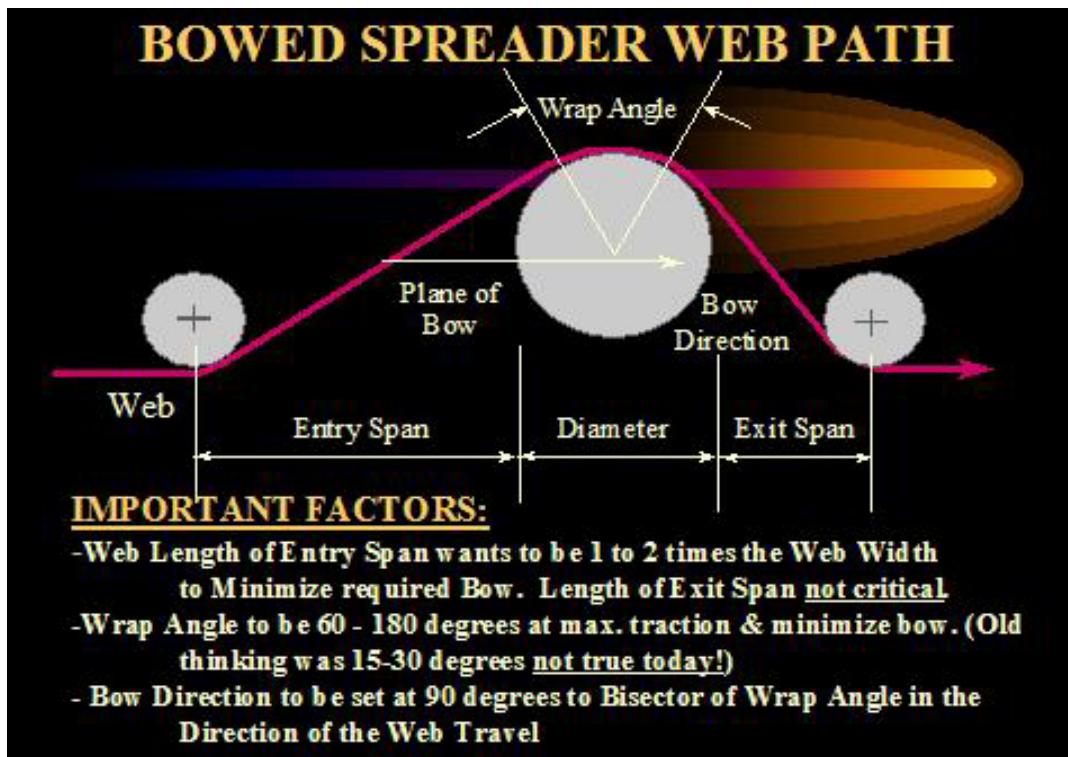 BOWED SPREADER WEB PATH
Wrap Angle
Plane of
Bow
Bow
Direction
Web
Entry Span
Diameter
Exit Span
IMPORTANT FACTORS:
-Web Length of Entry Span wants to be 1 to 2 times the Web Width
to Minimize required Bow. Length of Exit Span not critical.
-Wrap Angle to be 60 - 180 degrees at max. traction & minimize bow. (Old
thinking was 15-30 degrees not true today!)
- Bow Direction to be set at 90 degrees to Bisector of Wrap Angle in the
Direction of the Web Travel